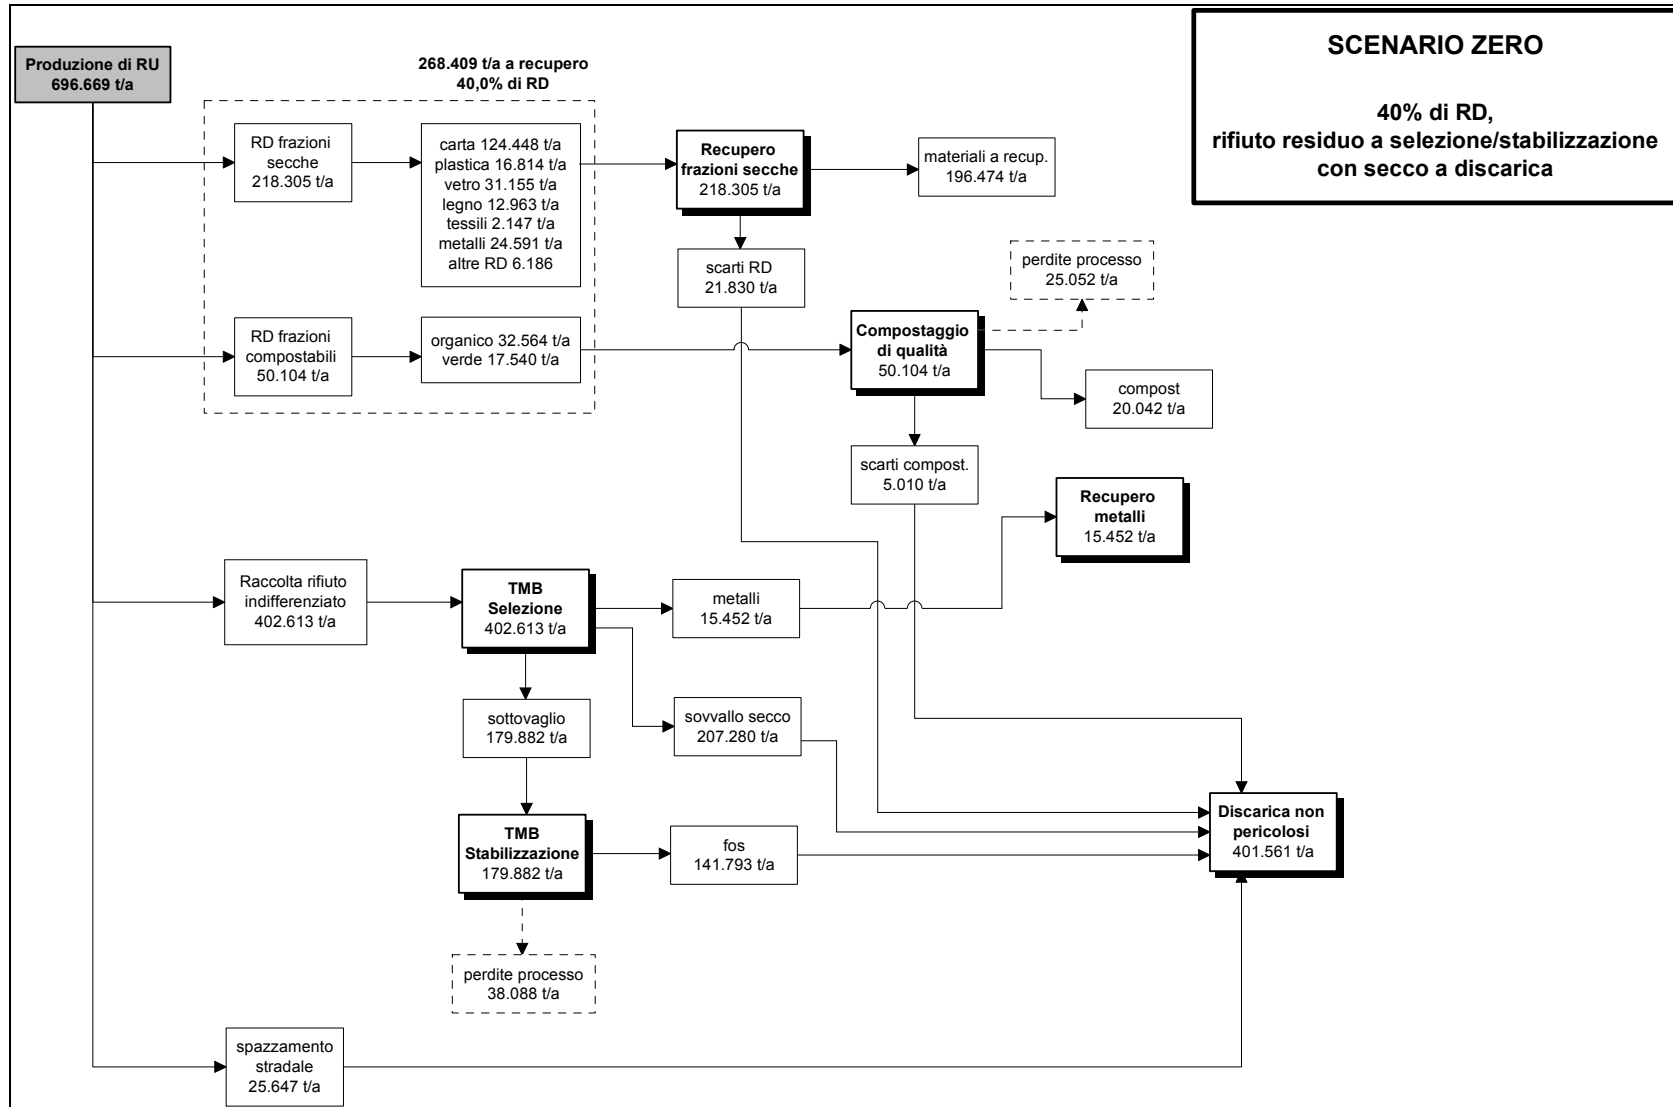 SCENARIO ZERO
40% di RD,
rifiuto residuo a selezione/stabilizzazione
con secco a discarica
Produzione di RU
696.669 t/a
268.409 t/a a recupero
40,0% di RD
RD frazioni
secche
218.305 t/a
carta 124.448 t/a
plastica 16.814 t/a
vetro 31.155 t/a
legno 12.963 t/a
tessili 2.147 t/a
metalli 24.591 t/a
altre RD 6.186
Recupero
frazioni secche
218.305 t/a
materiali a recup.
196.474 t/a
scarti RD
21.830 t/a
perdite processo
25.052 t/a
RD frazioni
compostabili
50.104 t/a
organico 32.564 t/a
verde 17.540 t/a
Compostaggio
di qualità
50.104 t/a
compost
20.042 t/a
scarti compost.
5.010 t/a
Recupero
metalli
15.452 t/a
Raccolta rifiuto
indifferenziato
402.613 t/a
TMB
Selezione
402.613 t/a
metalli
15.452 t/a
sottovaglio
179.882 t/a
sovvallo secco
207.280 t/a
TMB
Stabilizzazione
179.882 t/a
fos
141.793 t/a
Discarica non
pericolosi
401.561 t/a
perdite processo
38.088 t/a
spazzamento
stradale
25.647 t/a